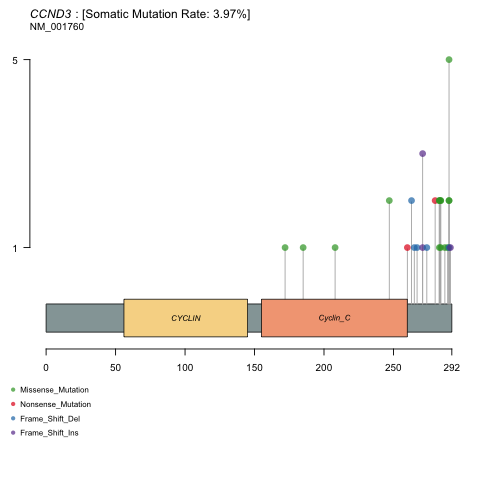 CCND3 : [Somatic Mutation Rate: 3.97%]
NM_001760
5
1
CYCLIN
Cyclin_C
0 50 100 150 200 250 292
Missense_Mutation
Nonsense_Mutation
Frame_Shift_Del
Frame_Shift_Ins